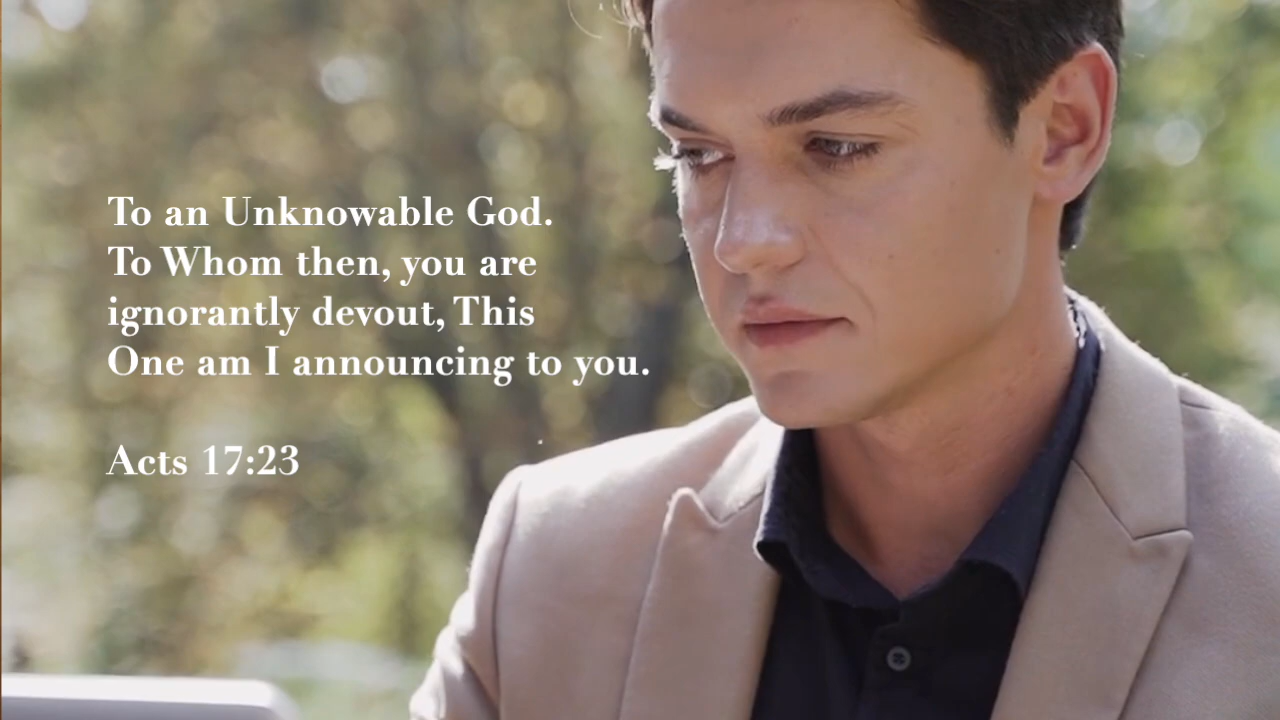 To an Unknowable God.
To Whom then, you are
ignorantly devout, This
One am I announcing to you.
Acts 17:23